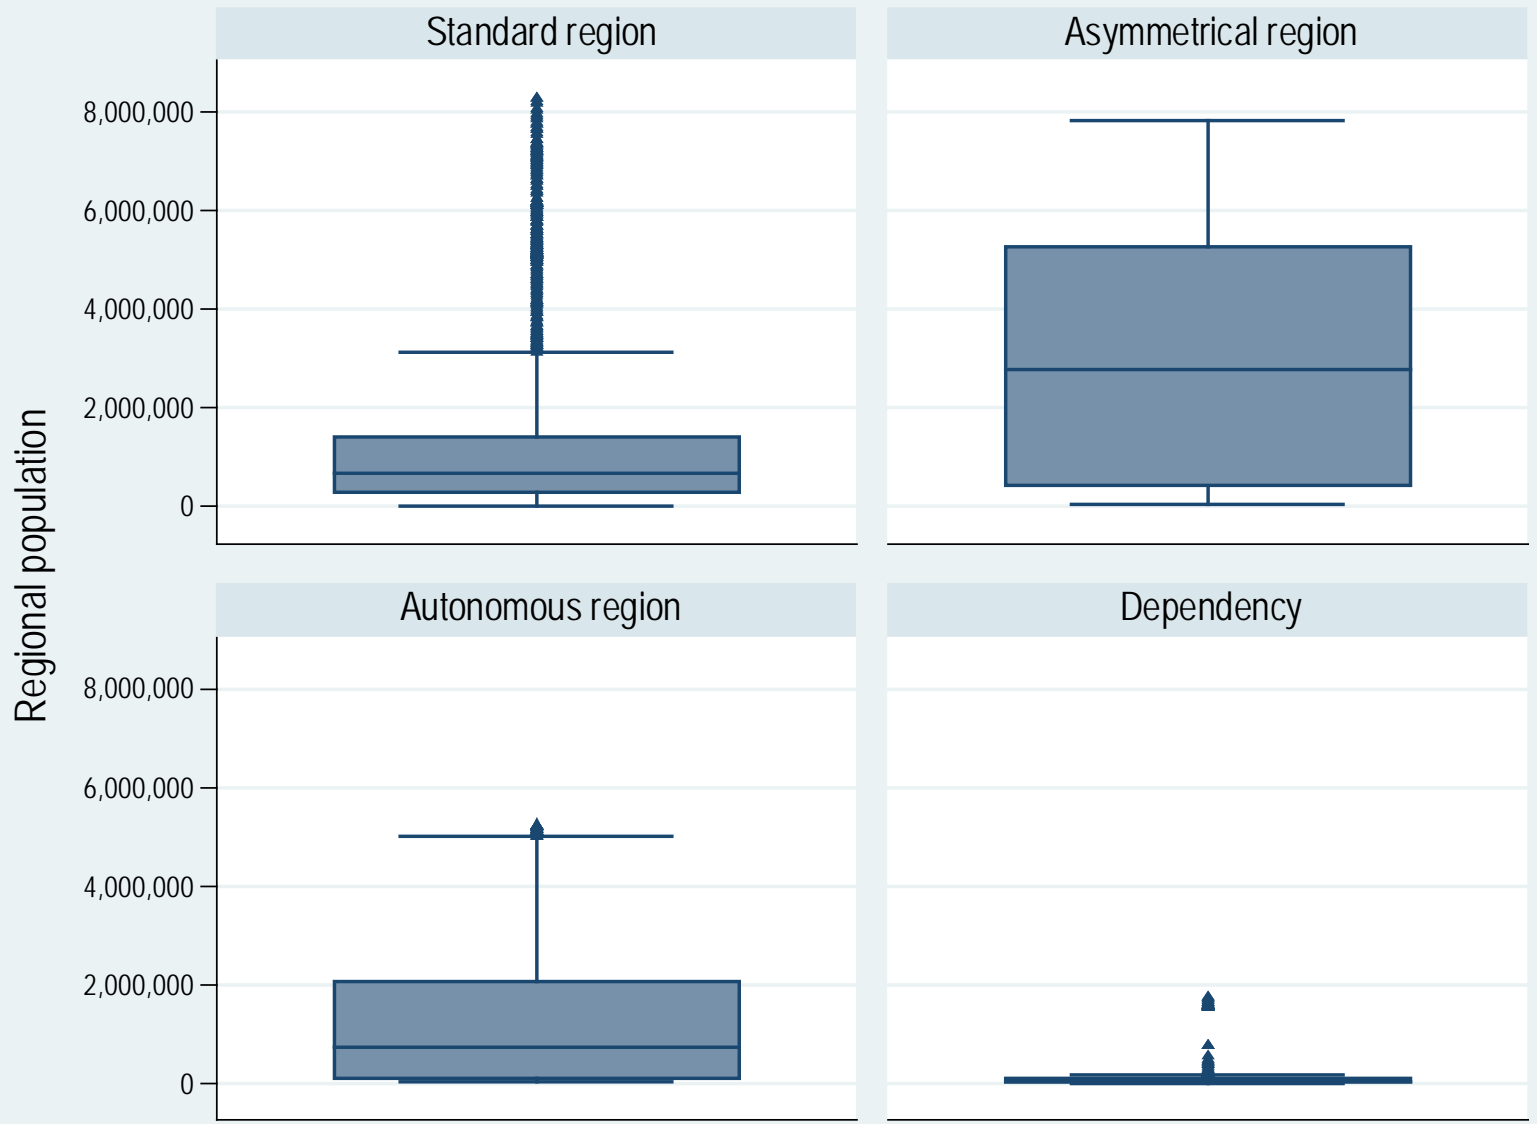 Standard region
Asymmetrical region
8,000,000
6,000,000
4,000,000
2,000,000
0
Regional population
Autonomous region
Dependency
8,000,000
6,000,000
4,000,000
2,000,000
0